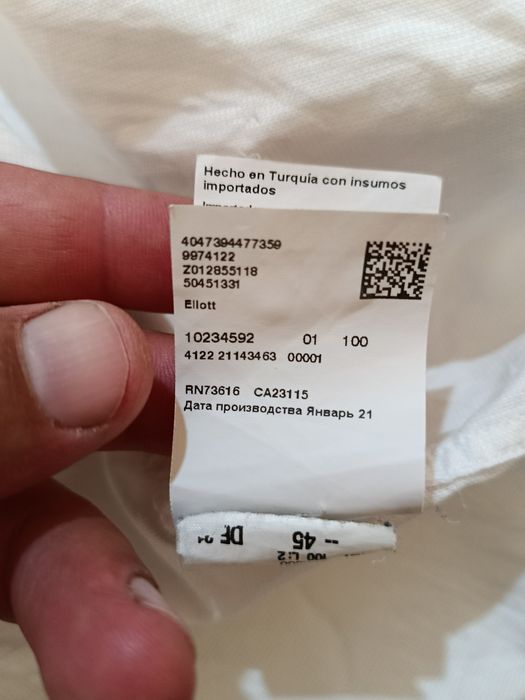 Hecho en Turquía con insumos
importados
4047394477359
9974122
Z012855118
50451331
Ellott
10234592 01 100
4122 21143463 00001
RN73616 CA23115
Дата производства Январь 21
-- 45 DF